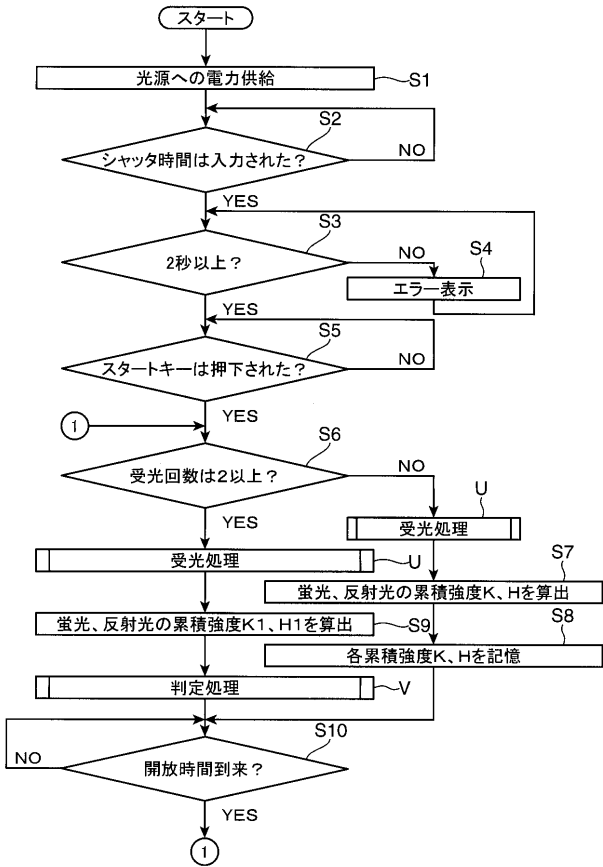 スタート
光源への電力供給
S1
S2
シャッタ時間は入力された?
NO
YES
S3
2秒以上?
NO
S4
エラー表示
YES
S5
スタートキーは押下された?
NO
YES
1
S6
受光回数は2以上?
NO
YES
U
受光処理
受光処理
U
S7
蛍光、反射光の累積強度K、Hを算出
蛍光、反射光の累積強度K1、H1を算出
S9
S8
各累積強度K、Hを記憶
判定処理
V
S10
NO
開放時間到来?
YES
1